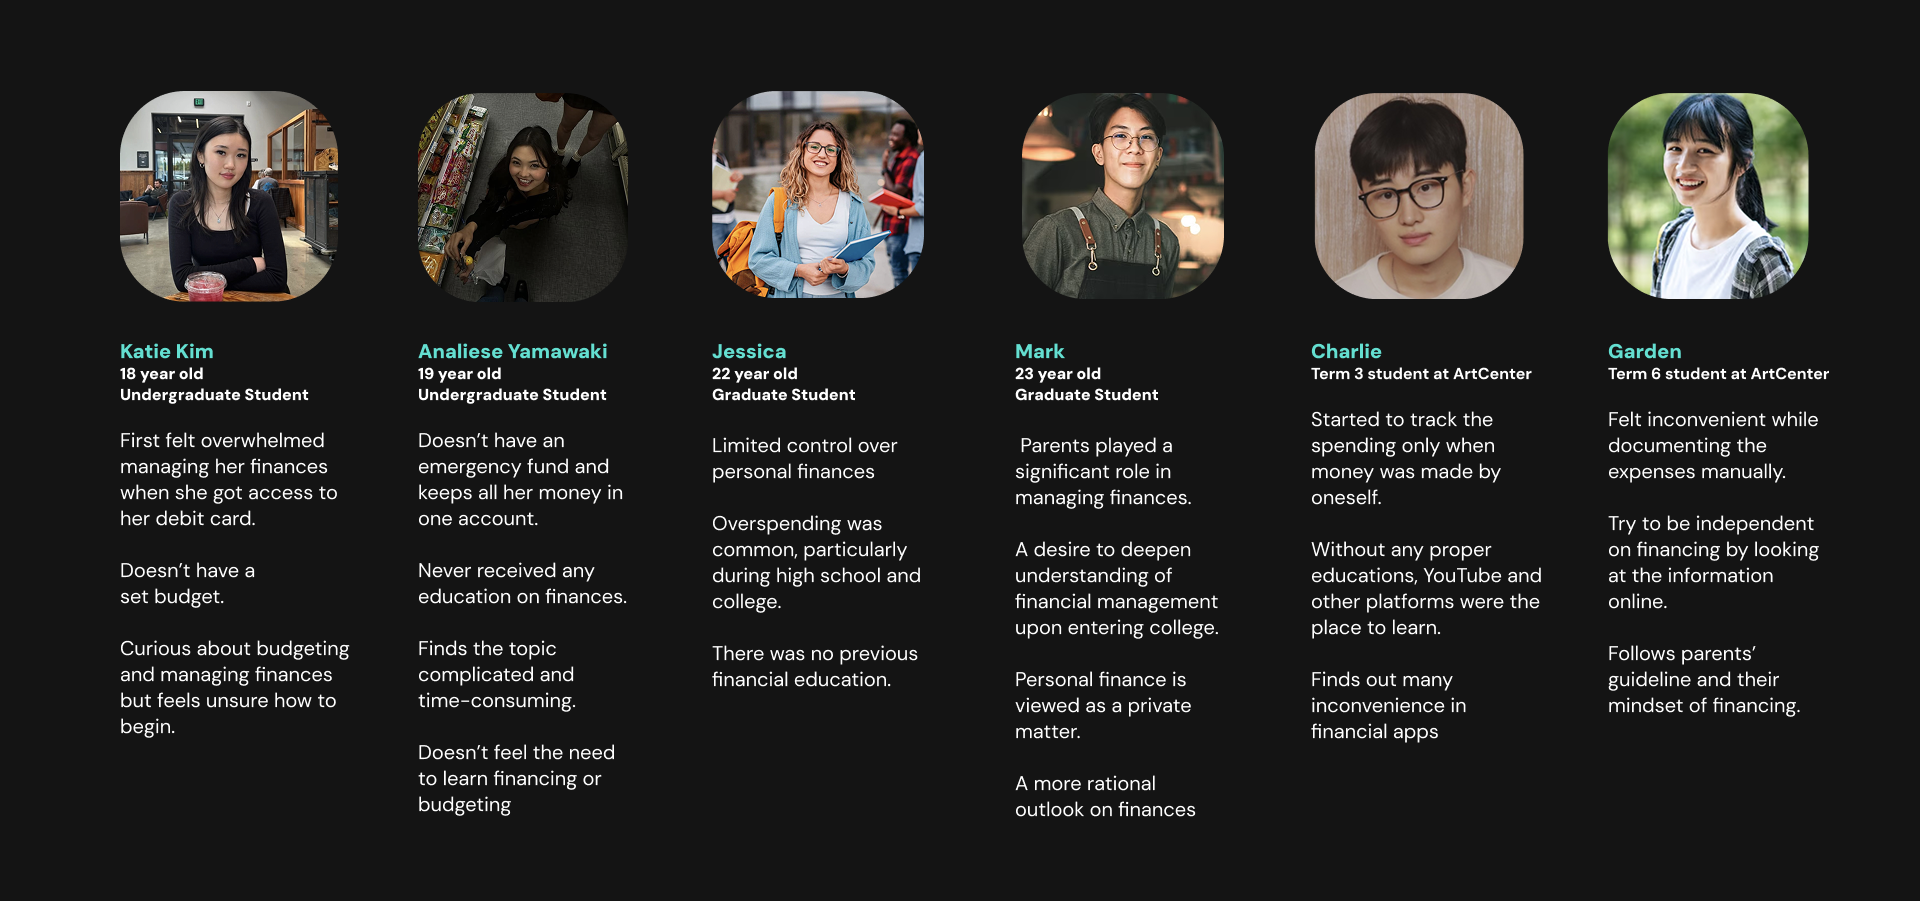 Katie Kim
18 year old
Undergraduate Student
First felt overwhelmed
managing her finances
when she got access to
her debit card.
Doesn’t have a
set budget.
Curious about budgeting
and managing finances
but feels unsure how to
begin.
Analiese Yamawaki
19 year old
Undergraduate Student
Doesn’t have an
emergency fund and
keeps all her money in
one account.
Never received any
education on finances.
Finds the topic
complicated and
time-consuming.
Doesn’t feel the need
to learn financing or
budgeting
Jessica
22 year old
Graduate Student
Limited control over
personal finances
Overspending was
common, particularly
during high school and
college.
There was no previous
financial education.
Mark
23 year old
Graduate Student
Parents played a
significant role in
managing finances.
A desire to deepen
understanding of
financial management
upon entering college.
Personal finance is
viewed as a private
matter.
A more rational
outlook on finances
Charlie
Term 3 student at ArtCenter
Started to track the
spending only when
money was made by
oneself.
Without any proper
educations, YouTube and
other platforms were the
place to learn.
Finds out many
inconvenience in
financial apps
Garden
Term 6 student at ArtCenter
Felt inconvenient while
documenting the
expenses manually.
Try to be independent
on financing by looking
at the information
online.
Follows parents’
guideline and their
mindset of financing.